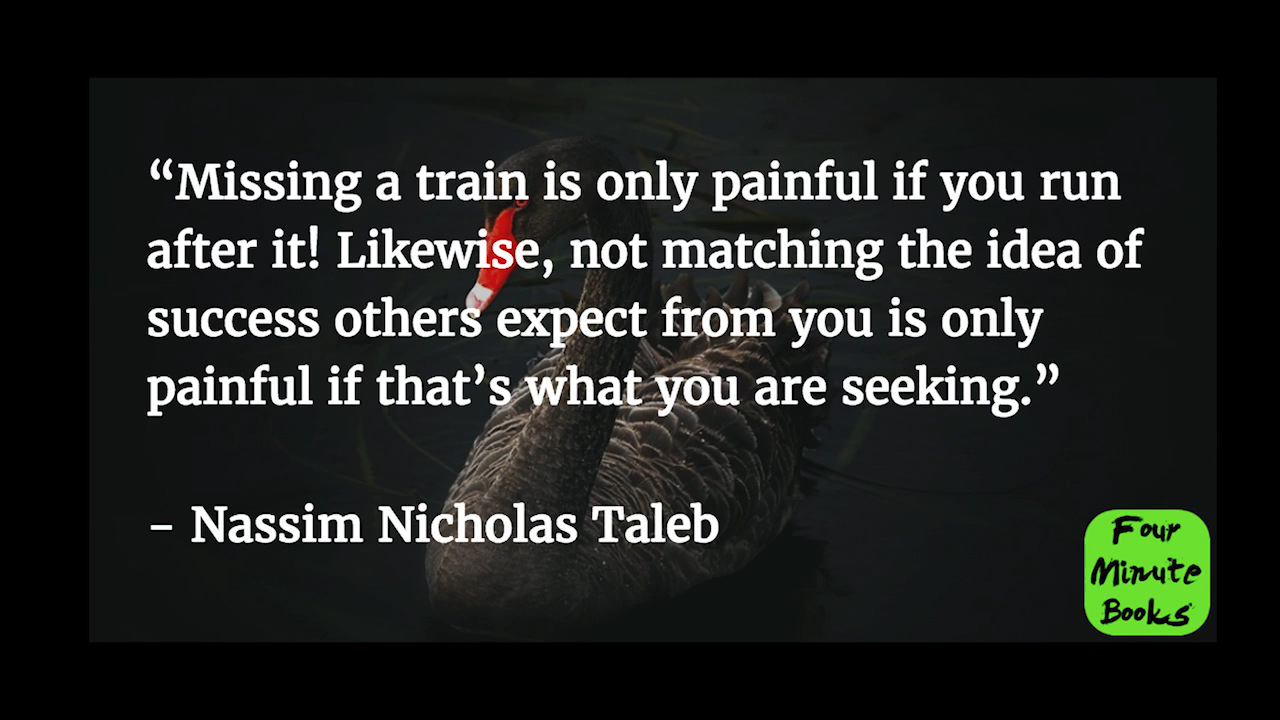 “Missing a train is only painful if you run
after it! Likewise, not matching the idea of
success others expect from you is only
painful if that’s what you are seeking.”
– Nassim Nicholas Taleb
Four
Minute
Books